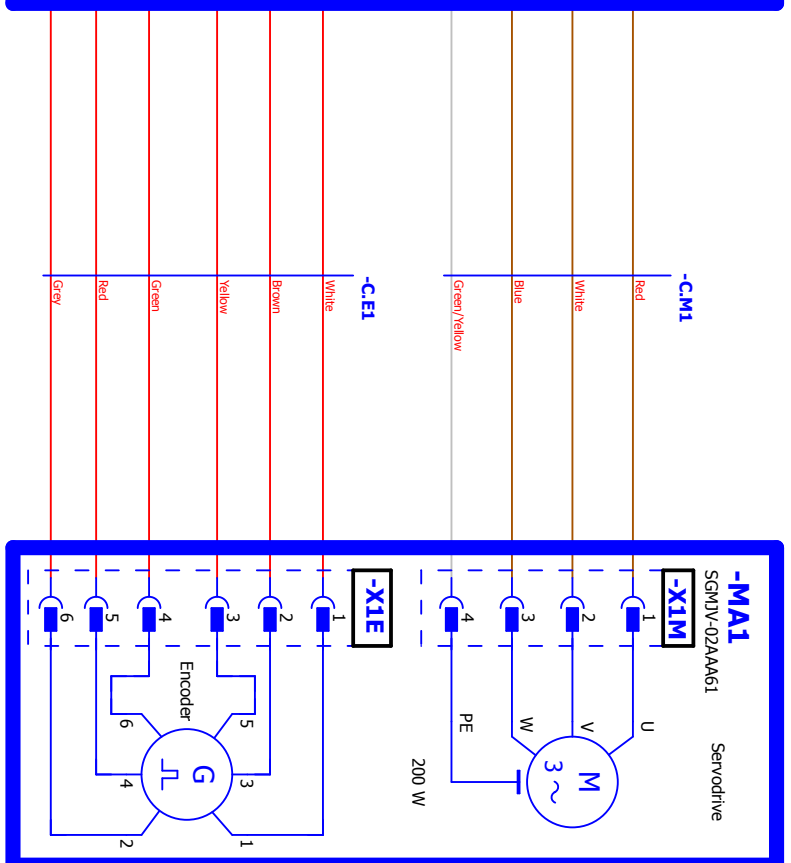 -C.M1
Red
White
Blue
Green/Yellow
-C.E1
White
Brown
Yellow
Green
Red
Grey
-MA1
SGMJV-02AAA61
Servodrive
-X1M
1
2
3
4
U
V
W
PE
M
3 ~
200 W
-X1E
1
2
3
4
5
6
Encoder
5
6
3
4
1
2
G